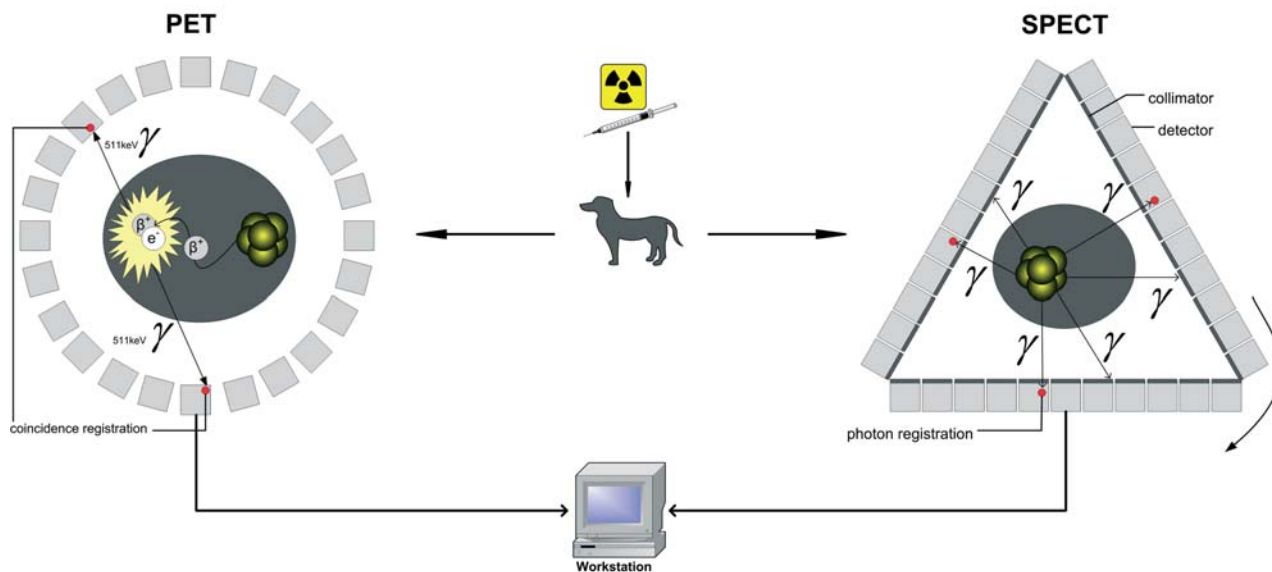 PET
SPECT
collimator
detector
511keV γ
β+
e-
β+
511keV γ
γ
γ
γ
γ
γ
γ
coincidence registration
photon registration
Workstation